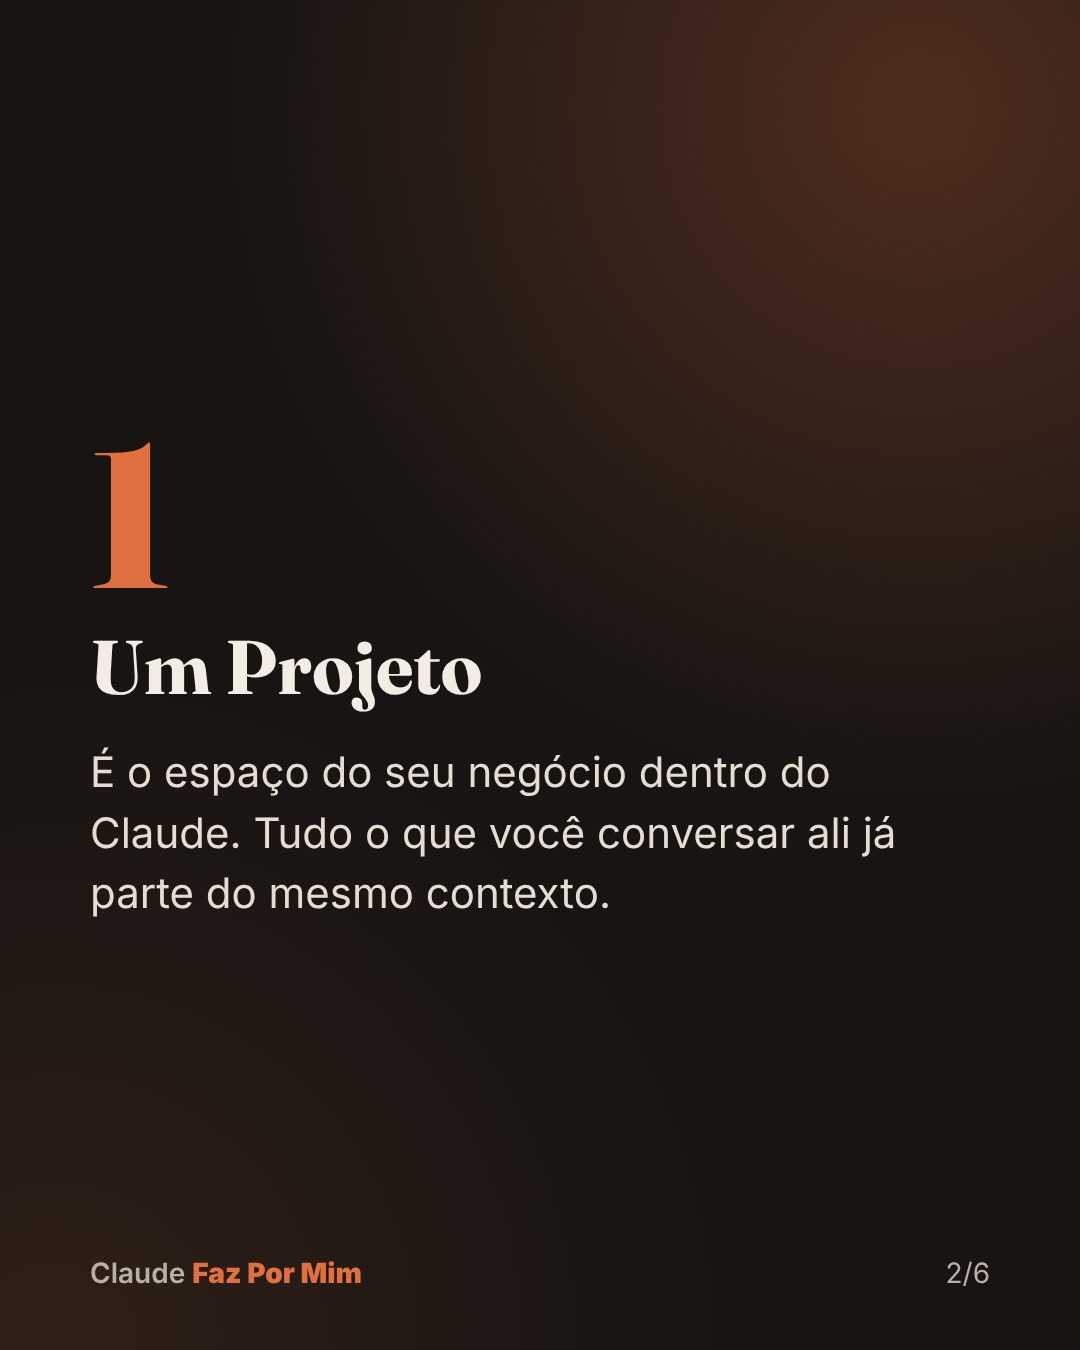 1
Um Projeto
É o espaço do seu negócio dentro do
Claude. Tudo o que você conversar ali já
parte do mesmo contexto.
Claude Faz Por Mim
2/6